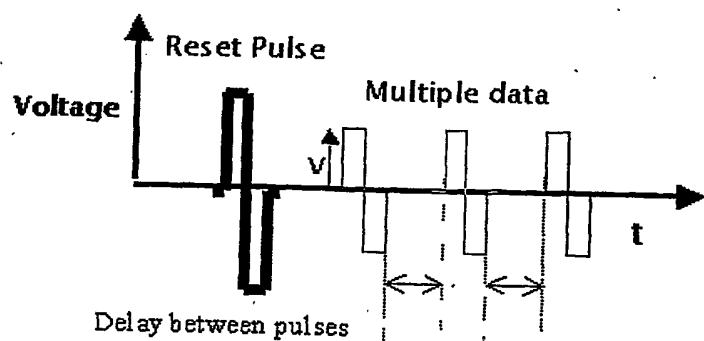 Reset Pulse
Multiple data
Voltage
V
t
Delay between pulses